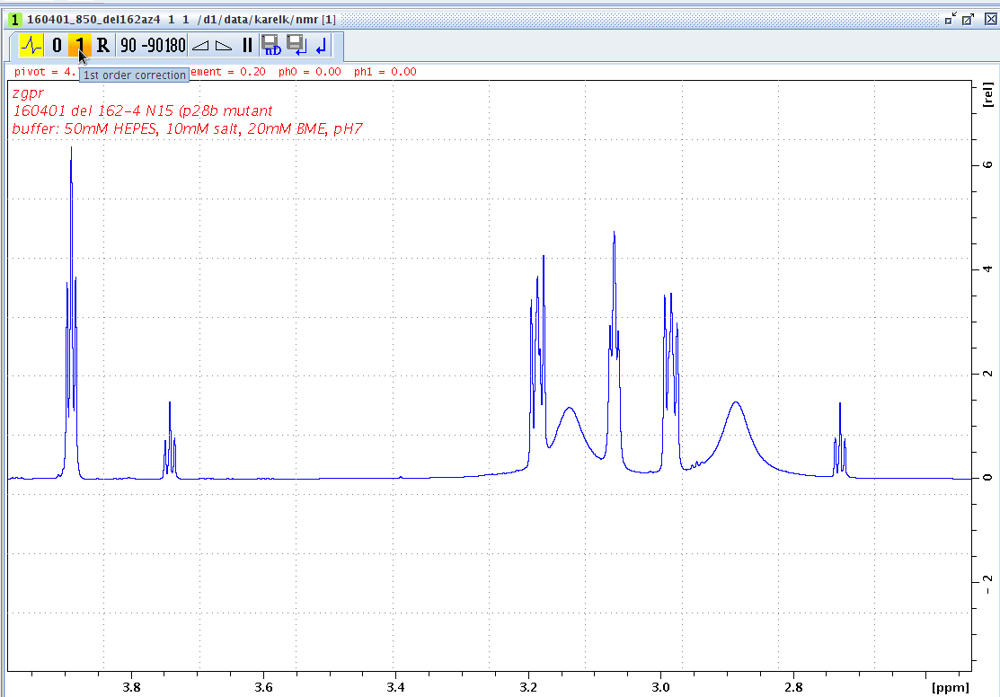 1 160401_850_del162az4 1 1 /d1/data/karelk/nmr [1]
0 1 R 90 -90 180 nD
pivot = 4. ement = 0.20 ph0 = 0.00 ph1 = 0.00
1st order correction
zgpr
160401 del 162-4 N15 (p28b mutant
buffer: 50mM HEPES, 10mM salt, 20mM BME, pH7
[rel]
6
4
2
0
- 2
3.8 3.6 3.4 3.2 3.0 2.8 [ppm]